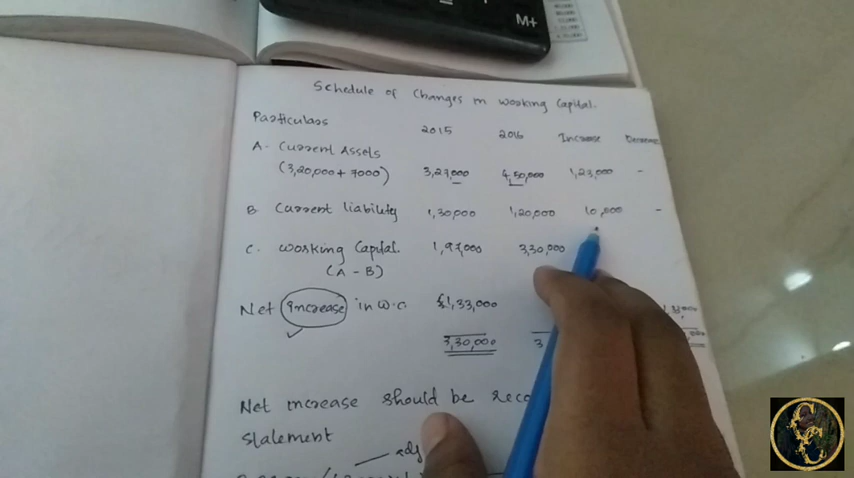 M+
Schedule of Changes in Working Capital.
Particulars 2015 2016 Increase Decrease
A. Current Assets
(3,20,000 + 7000) 3,27,000 4,50,000 1,23,000 -
B. Current liability 1,30,000 1,20,000 10,000 -
C. Working Capital. 1,97,000 3,30,000
(A - B)
Net Increase in W.C. 1,33,000
3,30,000 3
Net increase should be
statement
adj